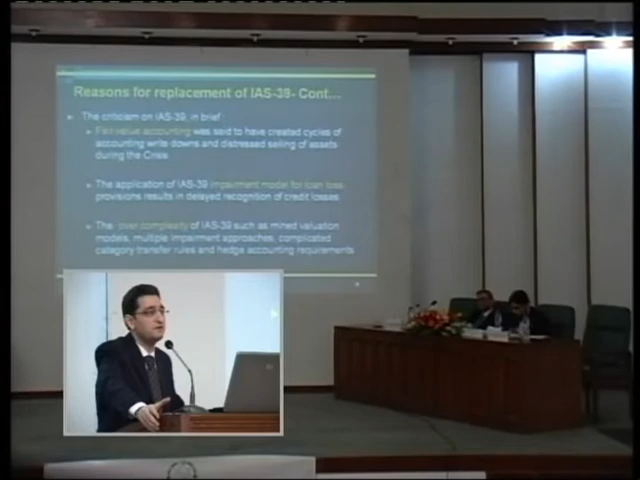 Reasons for replacement of IAS-39- Cont...
The criticism on IAS-39, in brief
Fair value accounting was said to have created cycles of
accounting write downs and distressed selling of assets
during the Crisis
The application of IAS-39 impairment model for loan loss
provisions results in delayed recognition of credit losses
The over complexity of IAS-39 such as mixed valuation
models, multiple impairment approaches, complicated
category transfer rules and hedge accounting requirements